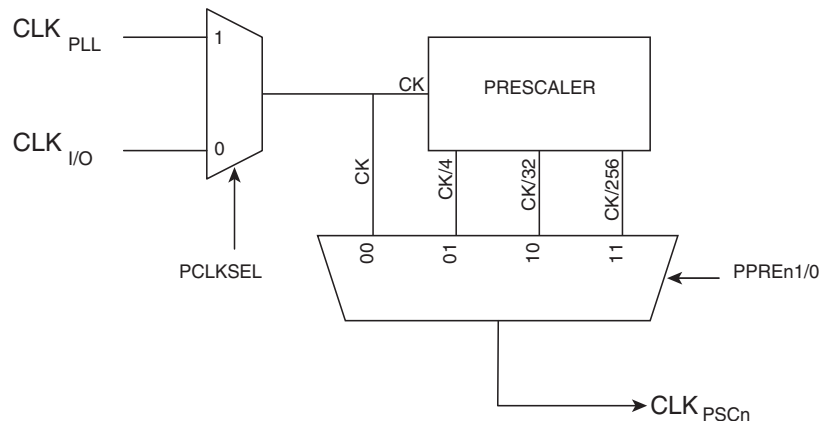 CLK PLL
1
CK
PRESCALER
CLK I/O
0
CK
CK/4
CK/32
CK/256
PCLKSEL
00
01
10
11
PPREn1/0
CLK PSCn